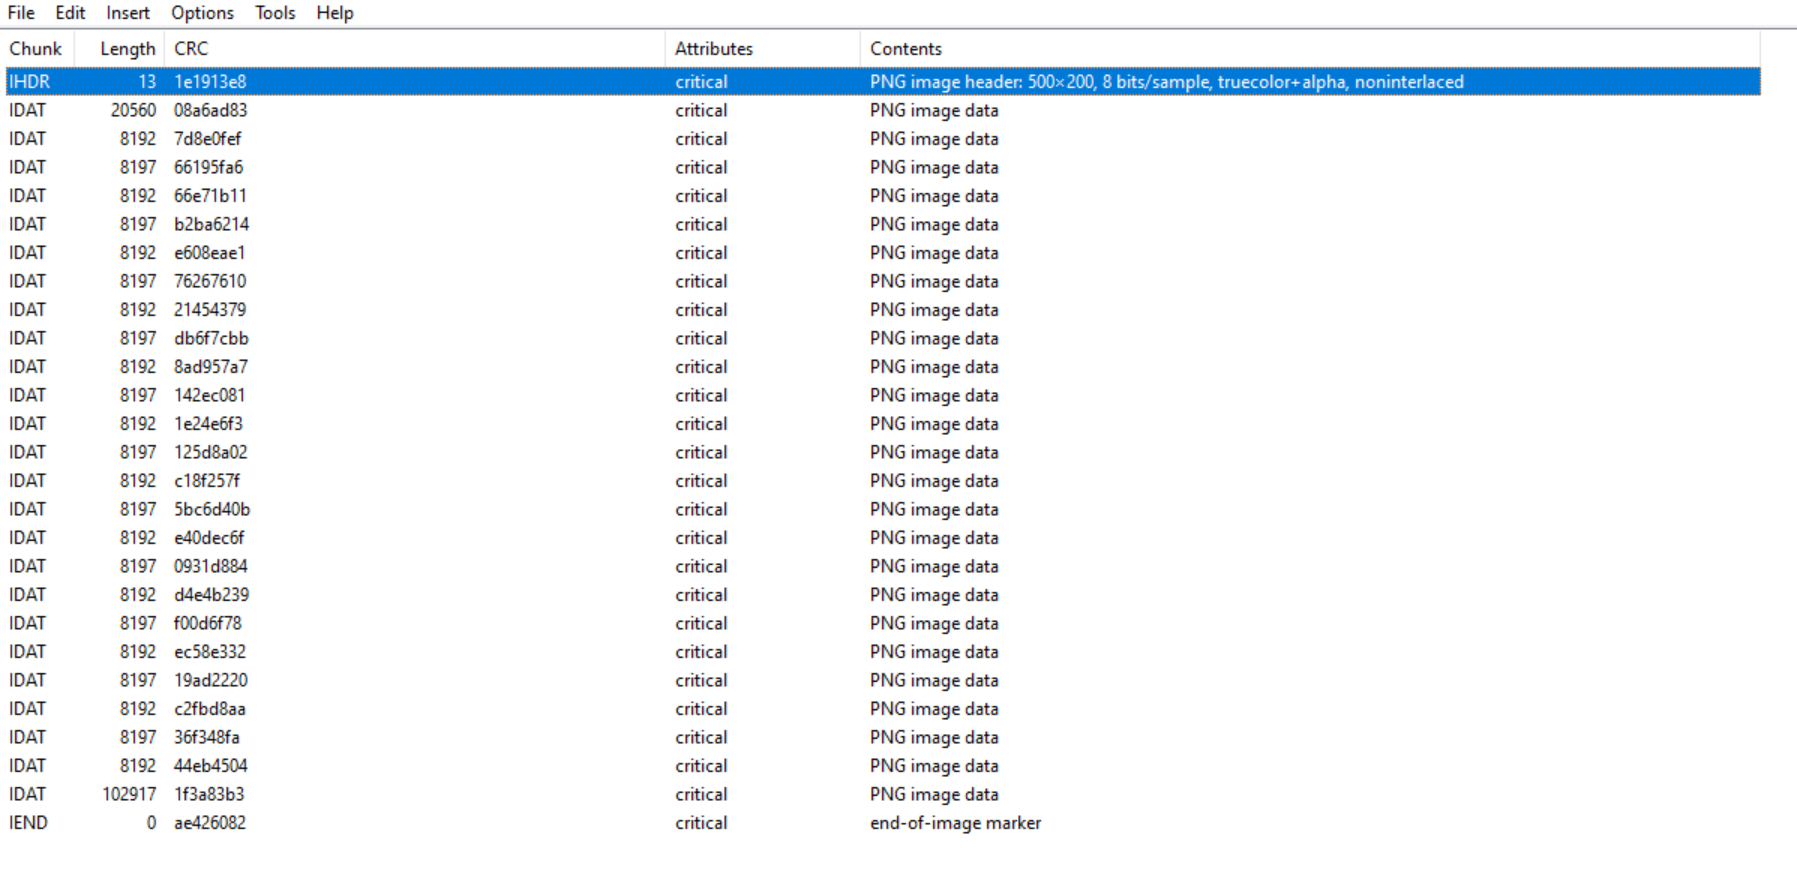 File Edit Insert Options Tools Help
Chunk Length CRC Attributes Contents
IHDR 13 1e1913e8 critical PNG image header: 500×200, 8 bits/sample, truecolor+alpha, noninterlaced
IDAT 20560 08a6ad83 critical PNG image data
IDAT 8192 7d8e0fef critical PNG image data
IDAT 8197 66195fa6 critical PNG image data
IDAT 8192 66e71b11 critical PNG image data
IDAT 8197 b2ba6214 critical PNG image data
IDAT 8192 e608eae1 critical PNG image data
IDAT 8197 76267610 critical PNG image data
IDAT 8192 21454379 critical PNG image data
IDAT 8197 db6f7cbb critical PNG image data
IDAT 8192 8ad957a7 critical PNG image data
IDAT 8197 142ec081 critical PNG image data
IDAT 8192 1e24e6f3 critical PNG image data
IDAT 8197 125d8a02 critical PNG image data
IDAT 8192 c18f257f critical PNG image data
IDAT 8197 5bc6d40b critical PNG image data
IDAT 8192 e40dec6f critical PNG image data
IDAT 8197 0931d884 critical PNG image data
IDAT 8192 d4e4b239 critical PNG image data
IDAT 8197 f00d6f78 critical PNG image data
IDAT 8192 ec58e332 critical PNG image data
IDAT 8197 19ad2220 critical PNG image data
IDAT 8192 c2fbd8aa critical PNG image data
IDAT 8197 36f348fa critical PNG image data
IDAT 8192 44eb4504 critical PNG image data
IDAT 102917 1f3a83b3 critical PNG image data
IEND 0 ae426082 critical end-of-image marker